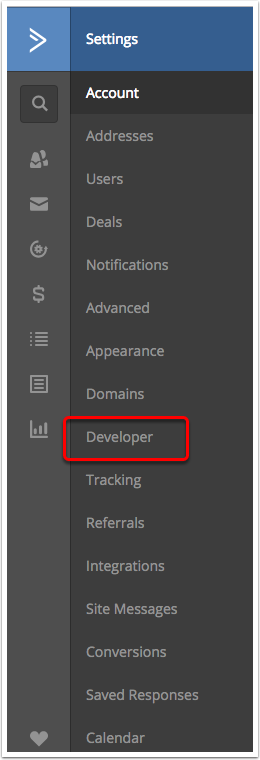 Settings
Account
Addresses
Users
Deals
Notifications
Advanced
Appearance
Domains
Developer
Tracking
Referrals
Integrations
Site Messages
Conversions
Saved Responses
Calendar